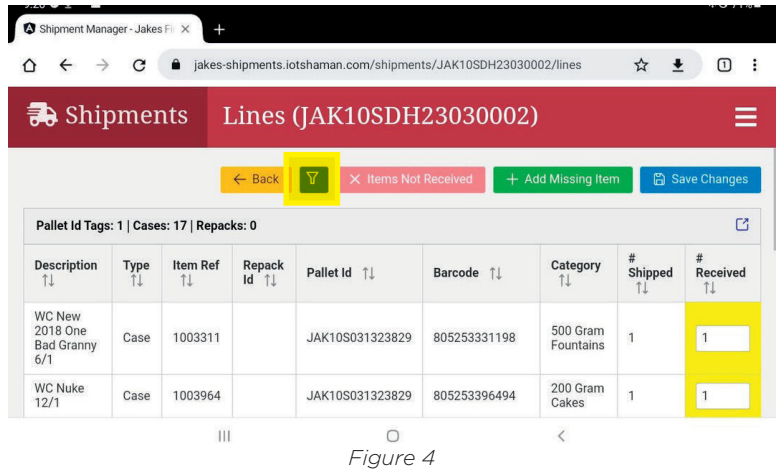 Shipment Manager - Jakes Fi
jakes-shipments.iotshaman.com/shipments/JAK10SDH23030002/lines
1
Shipments Lines (JAK10SDH23030002)
Back Items Not Received Add Missing Item Save Changes
Pallet Id Tags: 1 | Cases: 17 | Repacks: 0
Description Type Item Ref Repack Id Pallet Id Barcode Category # Shipped # Received
WC New
2018 One
Bad Granny
6/1
Case 1003311 JAK10S031323829 805253331198 500 Gram
Fountains
1 1
WC Nuke
12/1
Case 1003964 JAK10S031323829 805253396494 200 Gram
Cakes
1 1
Figure 4